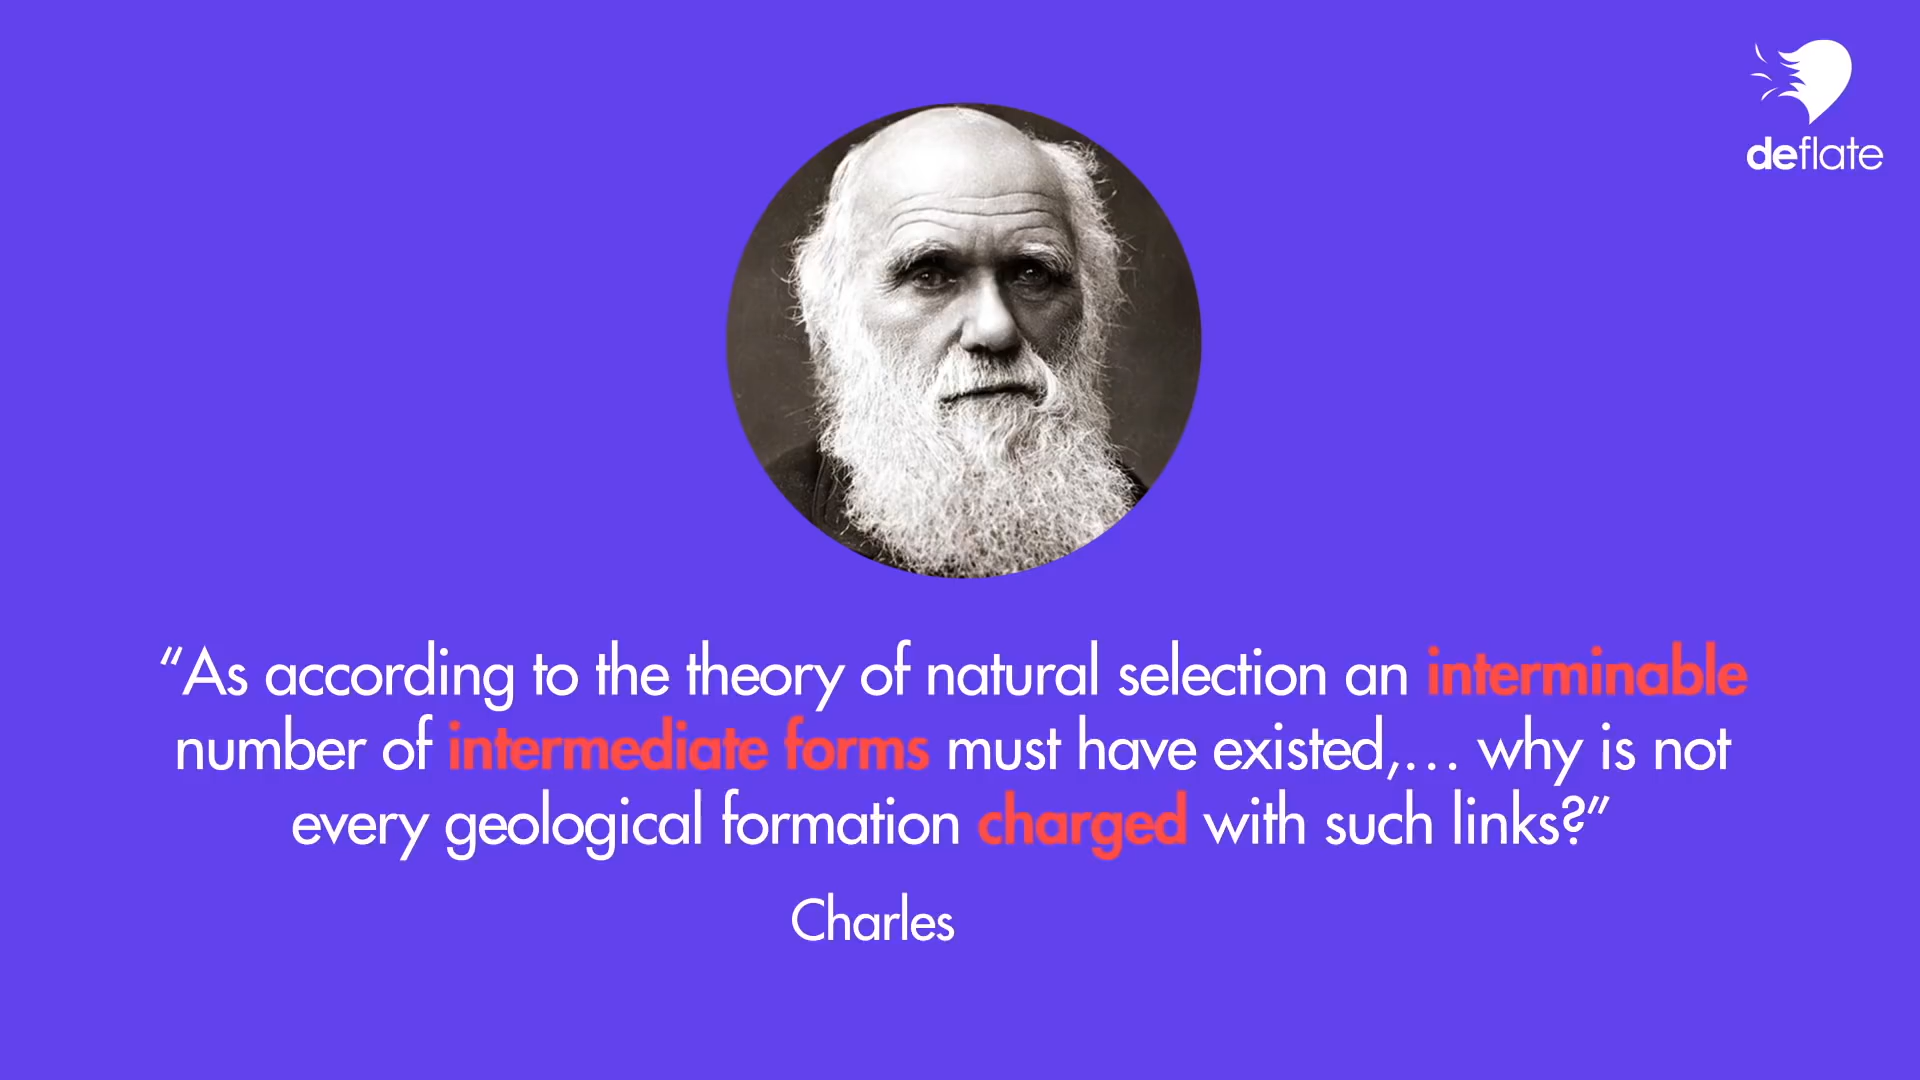 deflate
“As according to the theory of natural selection an interminable
number of intermediate forms must have existed,... why is not
every geological formation charged with such links?”
Charles